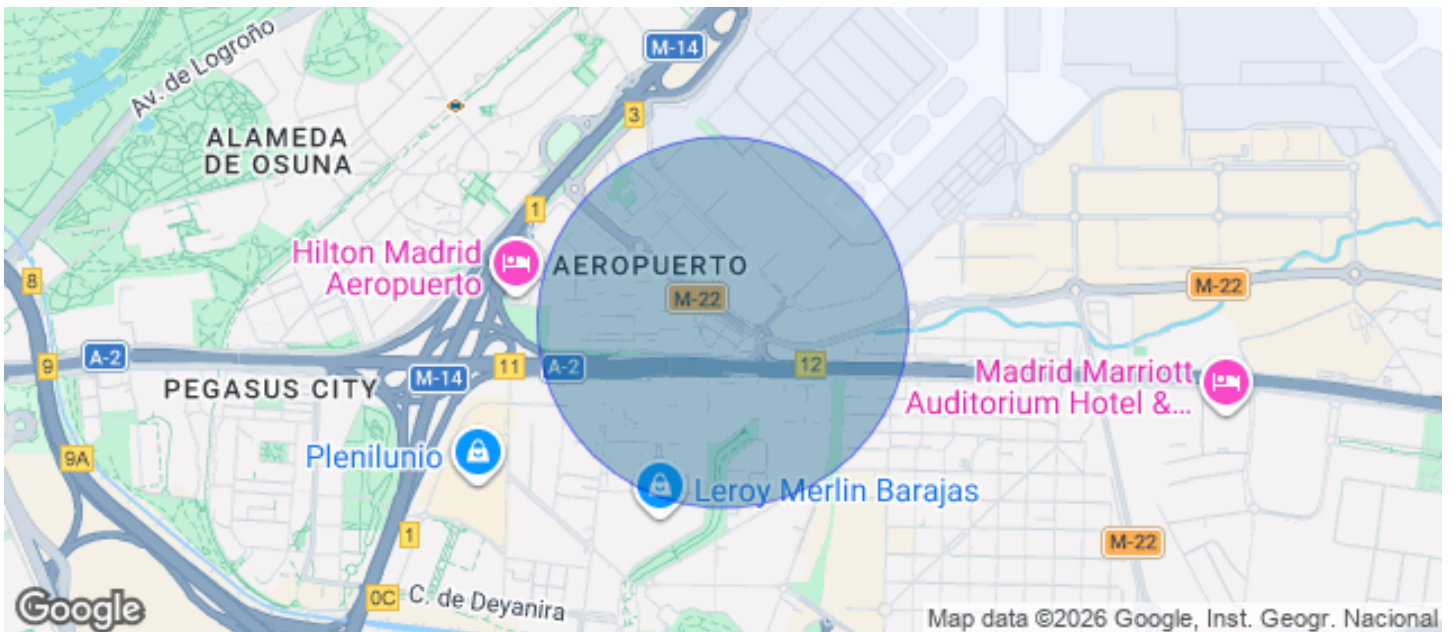 M-14
Av. de Logroño
3
ALAMEDA
DE OSUNA
1
Hilton Madrid
Aeropuerto
AEROPUERTO
8
M-22
M-22
9
A-2
11
A-2
12
PEGASUS CITY
M-14
Madrid Marriott
Auditorium Hotel &...
9A
Plenilunio
Leroy Merlin Barajas
1
M-22
0C
C. de Deyanira
Google
Map data ©2026 Google, Inst. Geogr. Nacional